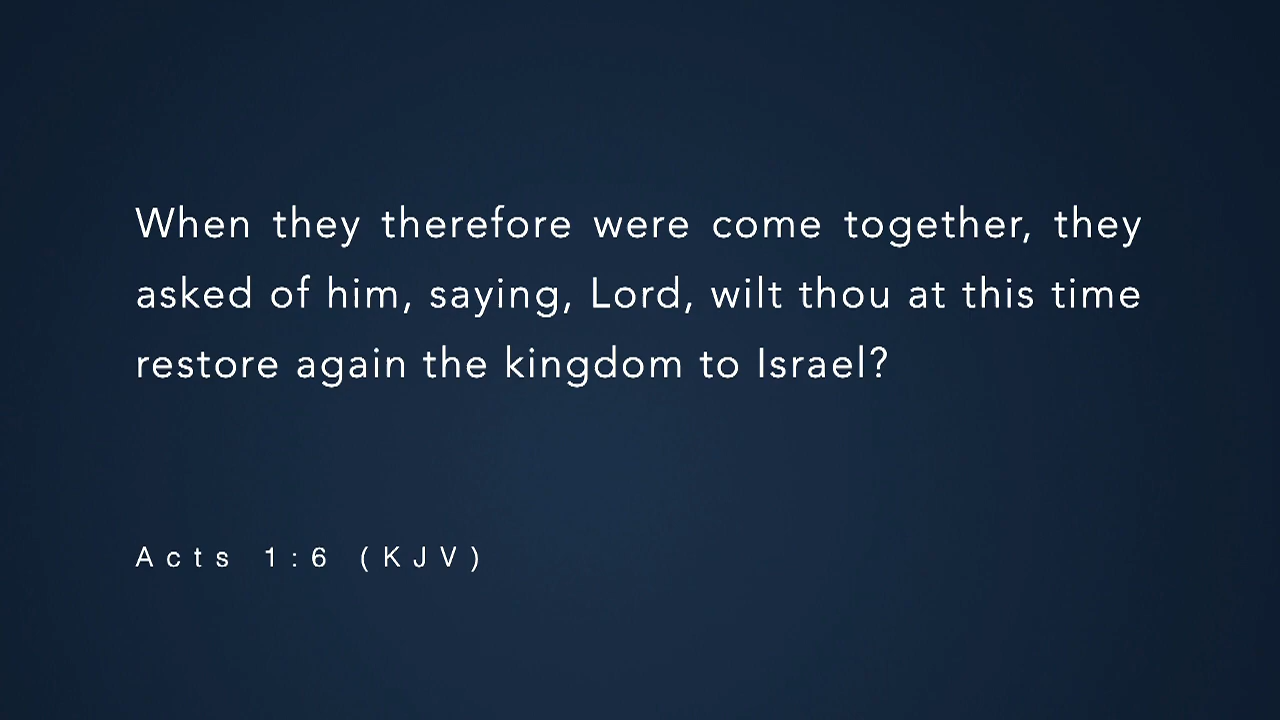 When they therefore were come together, they
asked of him, saying, Lord, wilt thou at this time
restore again the kingdom to Israel?
Acts 1:6 (KJV)